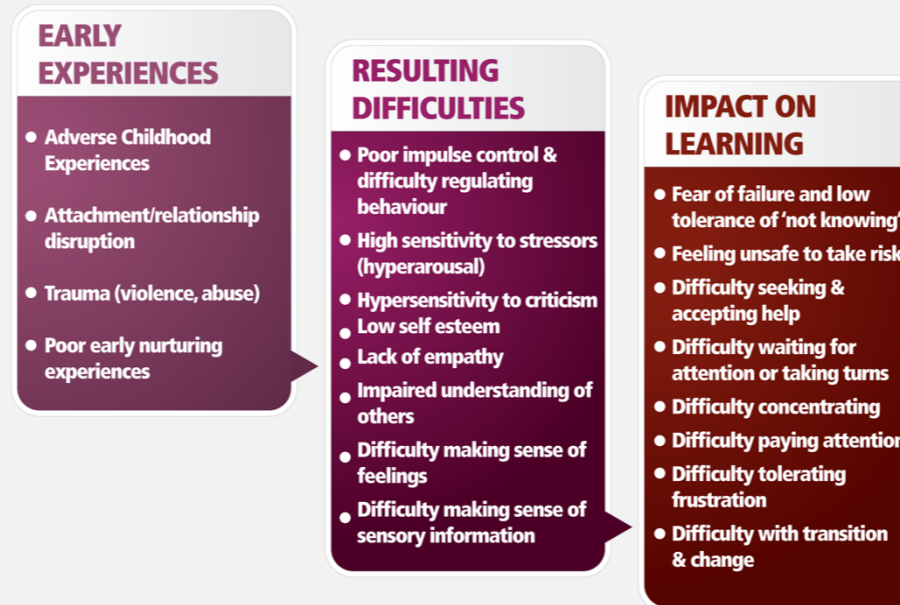 EARLY
EXPERIENCES
Adverse Childhood
Experiences
Attachment/relationship
disruption
Trauma (violence, abuse)
Poor early nurturing
experiences
RESULTING
DIFFICULTIES
Poor impulse control &
difficulty regulating
behaviour
High sensitivity to stressors
(hyperarousal)
Hypersensitivity to criticism
Low self esteem
Lack of empathy
Impaired understanding of
others
Difficulty making sense of
feelings
Difficulty making sense of
sensory information
IMPACT ON
LEARNING
Fear of failure and low
tolerance of ‘not knowing’
Feeling unsafe to take risk
Difficulty seeking &
accepting help
Difficulty waiting for
attention or taking turns
Difficulty concentrating
Difficulty paying attention
Difficulty tolerating
frustration
Difficulty with transition
& change